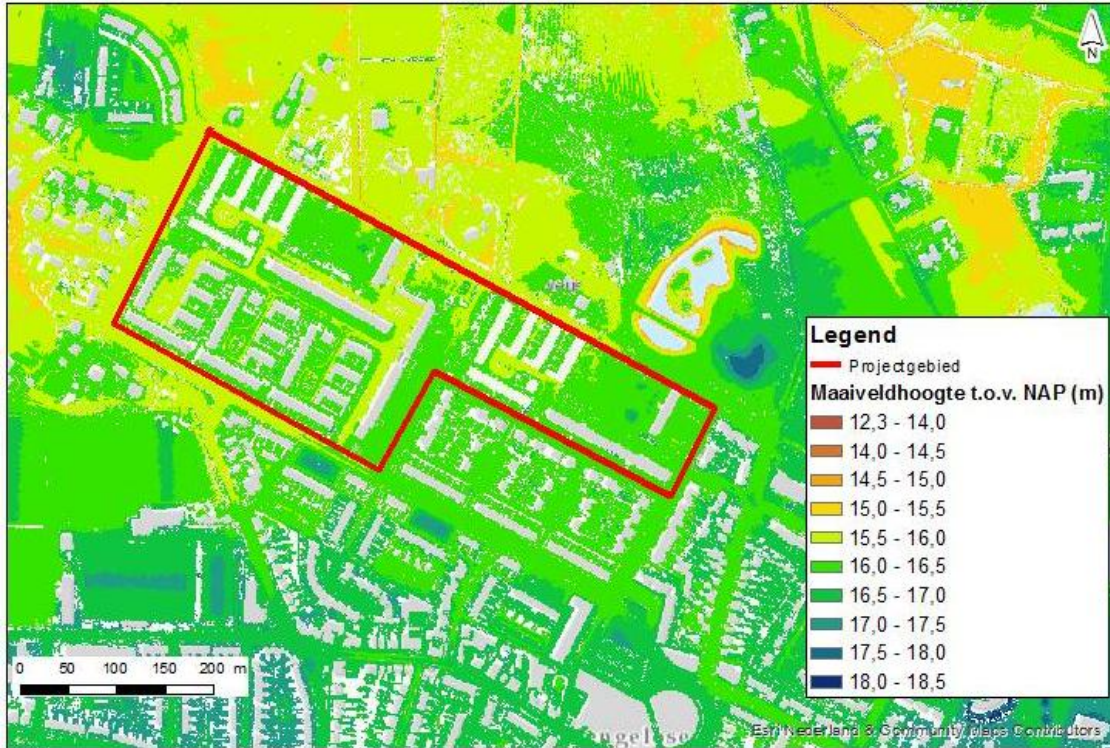 N
Legend
Projectgebied
Maaiveldhoogte t.o.v. NAP (m)
12,3 - 14,0
14,0 - 14,5
14,5 - 15,0
15,0 - 15,5
15,5 - 16,0
16,0 - 16,5
16,5 - 17,0
17,0 - 17,5
17,5 - 18,0
18,0 - 18,5
0 50 100 150 200 m
Esri Nederland & Community Maps Contributors